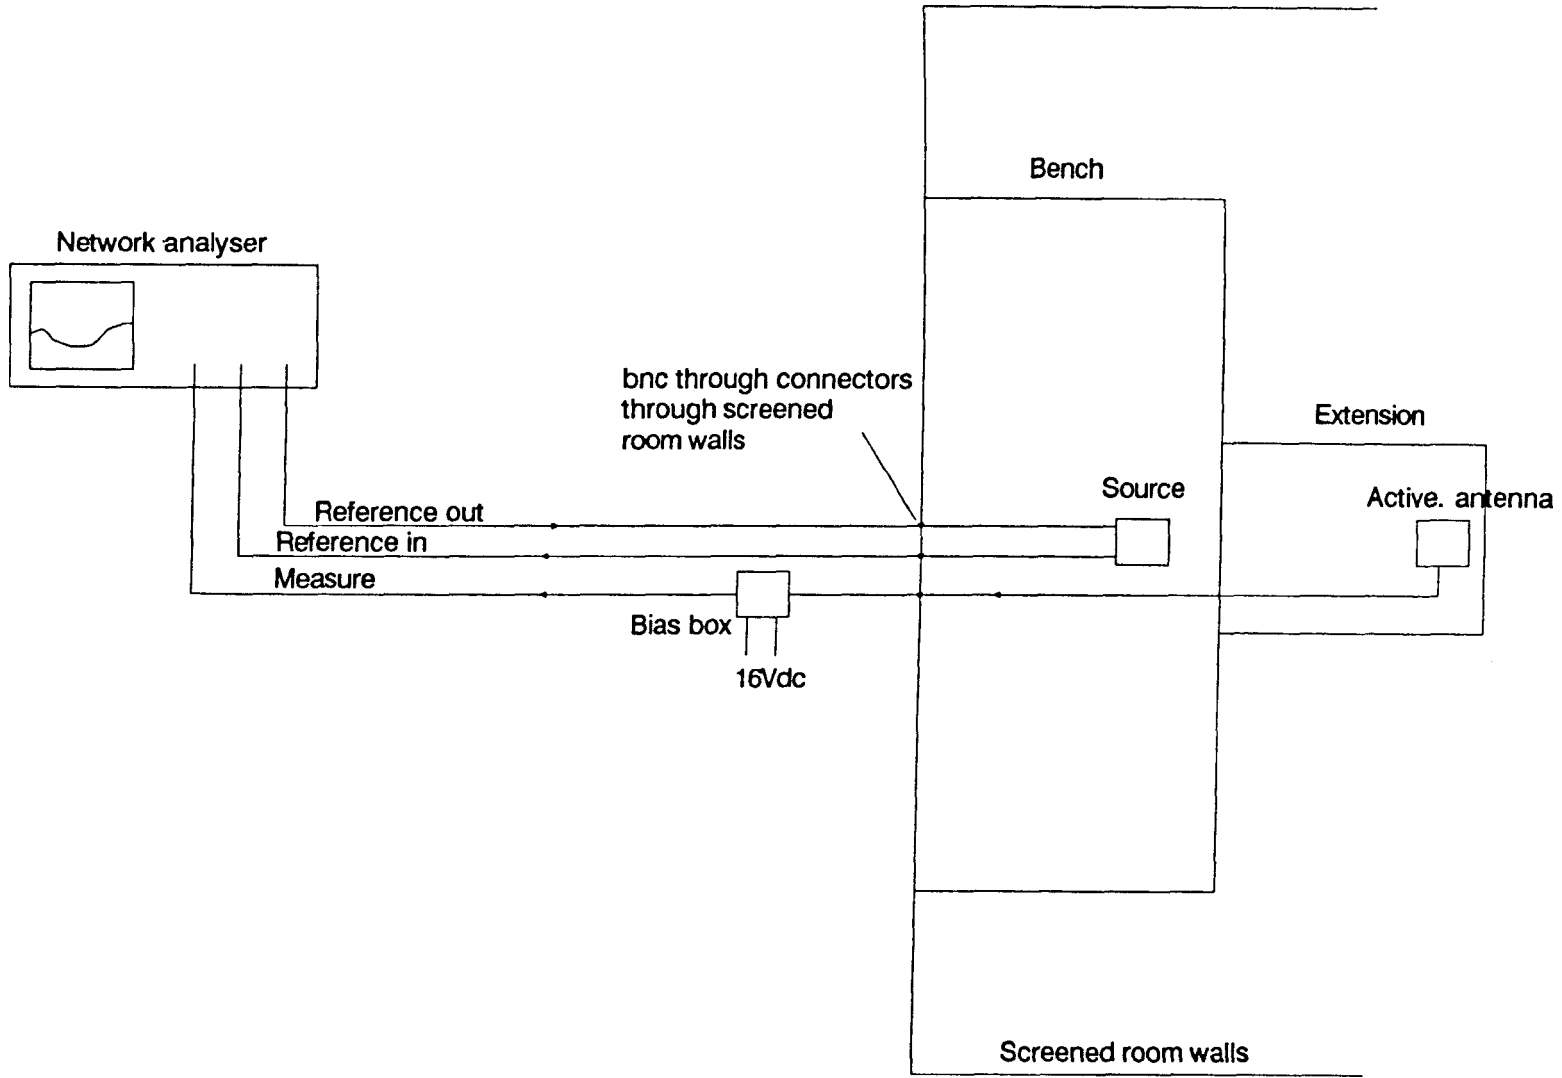 Bench
Network analyser
bnc through connectors
through screened
room walls
Extension
Source
Active. antenna
Reference out
Reference in
Measure
Bias box
16Vdc
Screened room walls